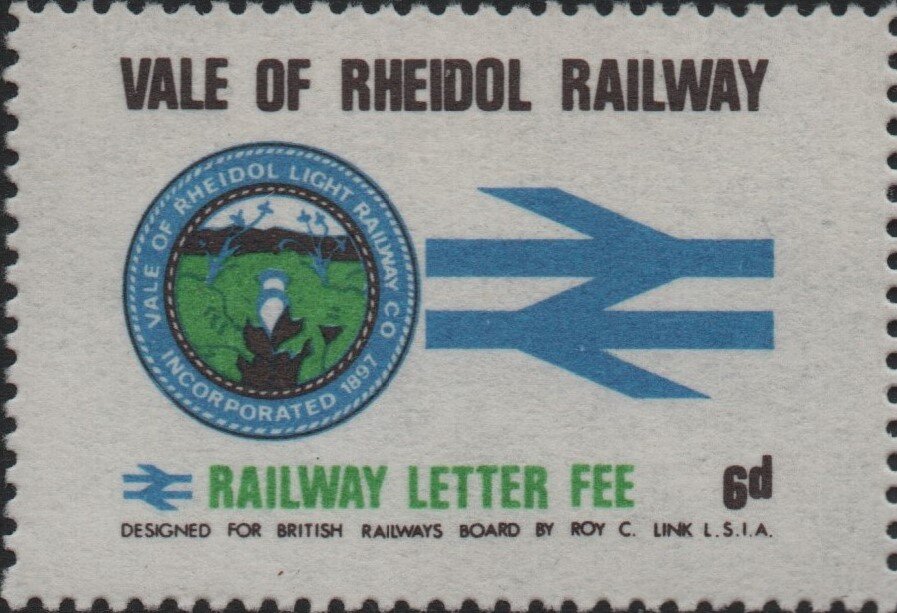 VALE OF RHEIDOL RAILWAY
VALE OF RHEIDOL LIGHT RAILWAY CO
INCORPORATED 1897
RAILWAY LETTER FEE 6d
DESIGNED FOR BRITISH RAILWAYS BOARD BY ROY C. LINK L.S.I.A.